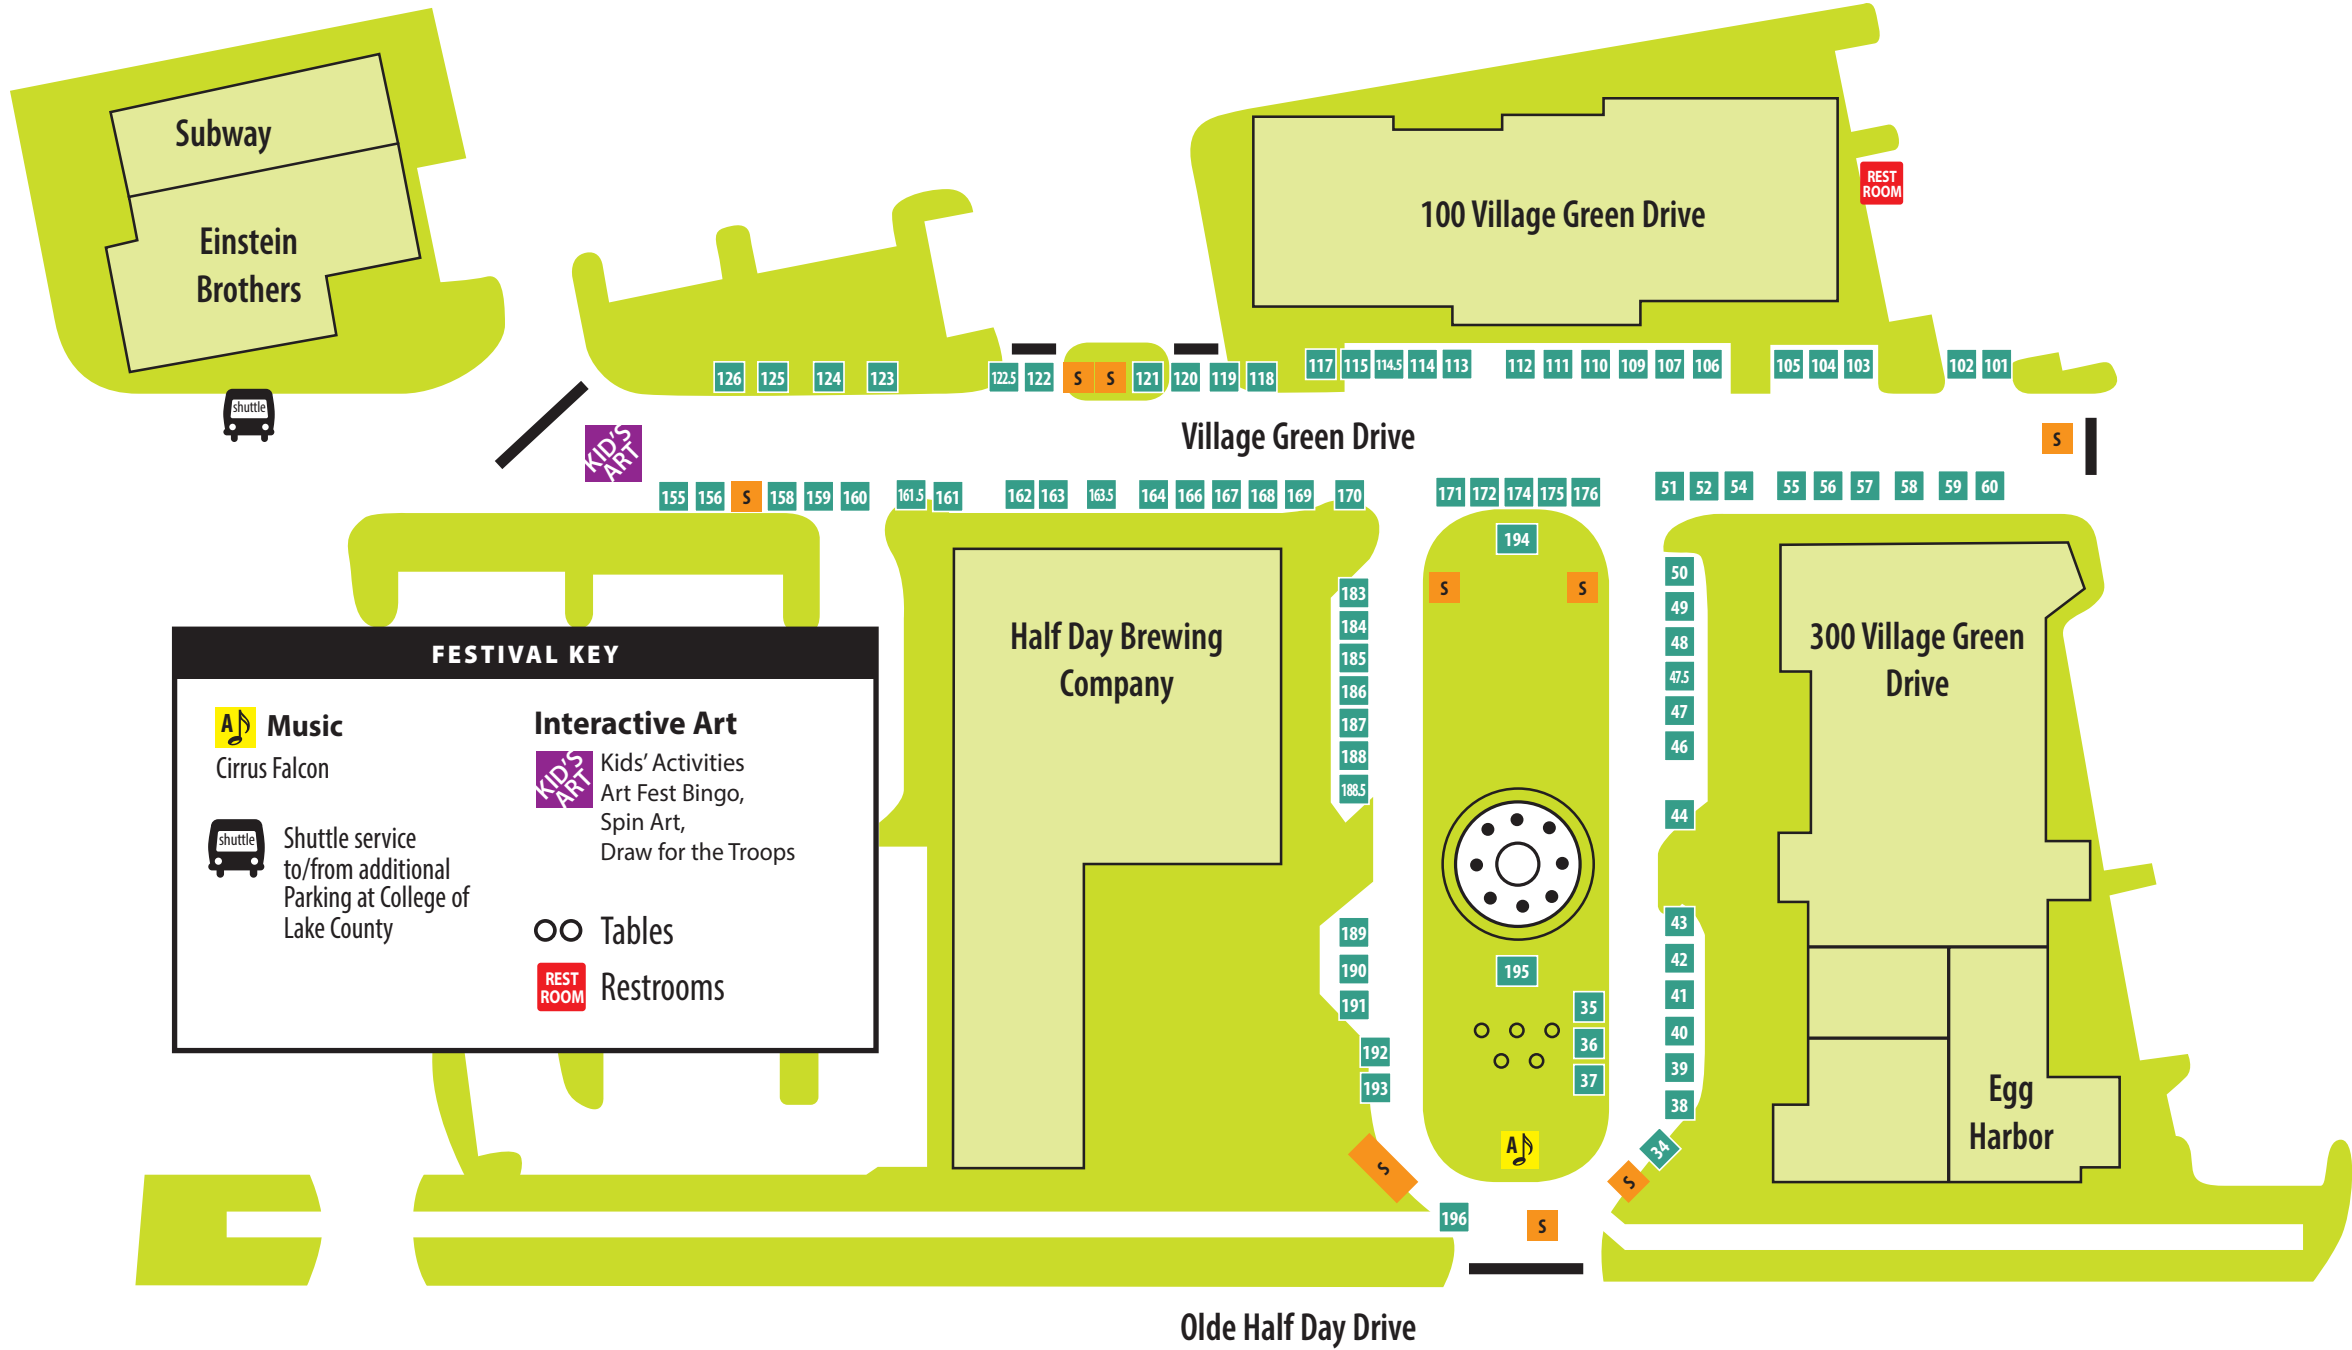 Subway
Einstein
Brothers
shuttle
100 Village Green Drive
REST
ROOM
126 125 124 123 122.5 122 S S 121 120 119 118 117 115 114.5 114 113 112 111 110 109 107 106 105 104 103 102 101
KID'S
ART
Village Green Drive
S
155 156 S 158 159 160 161.5 161 162 163 163.5 164 166 167 168 169 170 171 172 174 175 176 51 52 54 55 56 57 58 59 60
194
S S
183
184
185
186
187
188
188.5
189
190
191
192
193
50
49
48
47.5
47
46
44
43
42
41
40
39
38
34
195
35
36
37
A
S
S
196
S
Half Day Brewing
Company
300 Village Green
Drive
Egg
Harbor
FESTIVAL KEY
A Music
Cirrus Falcon
shuttle
Shuttle service
to/from additional
Parking at College of
Lake County
Interactive Art
KID'S
ART
Kids' Activities
Art Fest Bingo,
Spin Art,
Draw for the Troops
Tables
REST
ROOM
Restrooms
Olde Half Day Drive